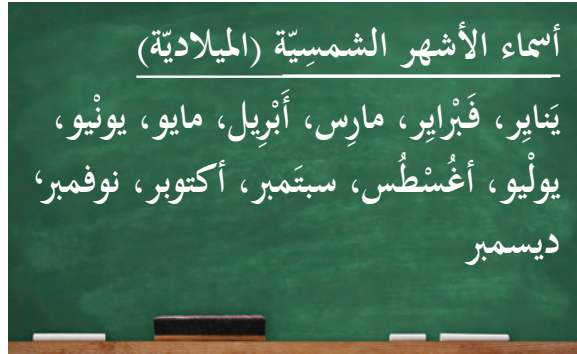 أسماء الأشهر الشمسِيّة (الميلاديّة)
يَنايِر، فَبْرايِر، مارِس، أَبْرِيل، مايو، يونْيو،
يولْيو، أغُسْطُس، سبتَمبر، أكتوبر، نوفمبر،
ديسمبر